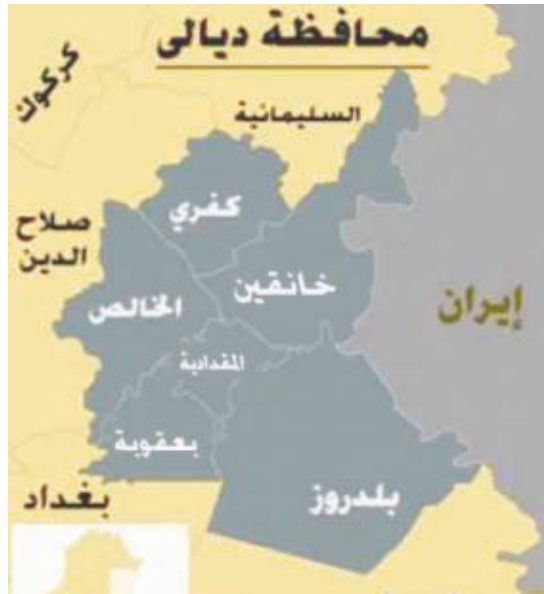 محافظة ديالى
كركوك
السليمانية
كفري
صلاح
الدين
خانقين
الخالص
إيران
المقدادية
بعقوبة
بلدروز
بغداد